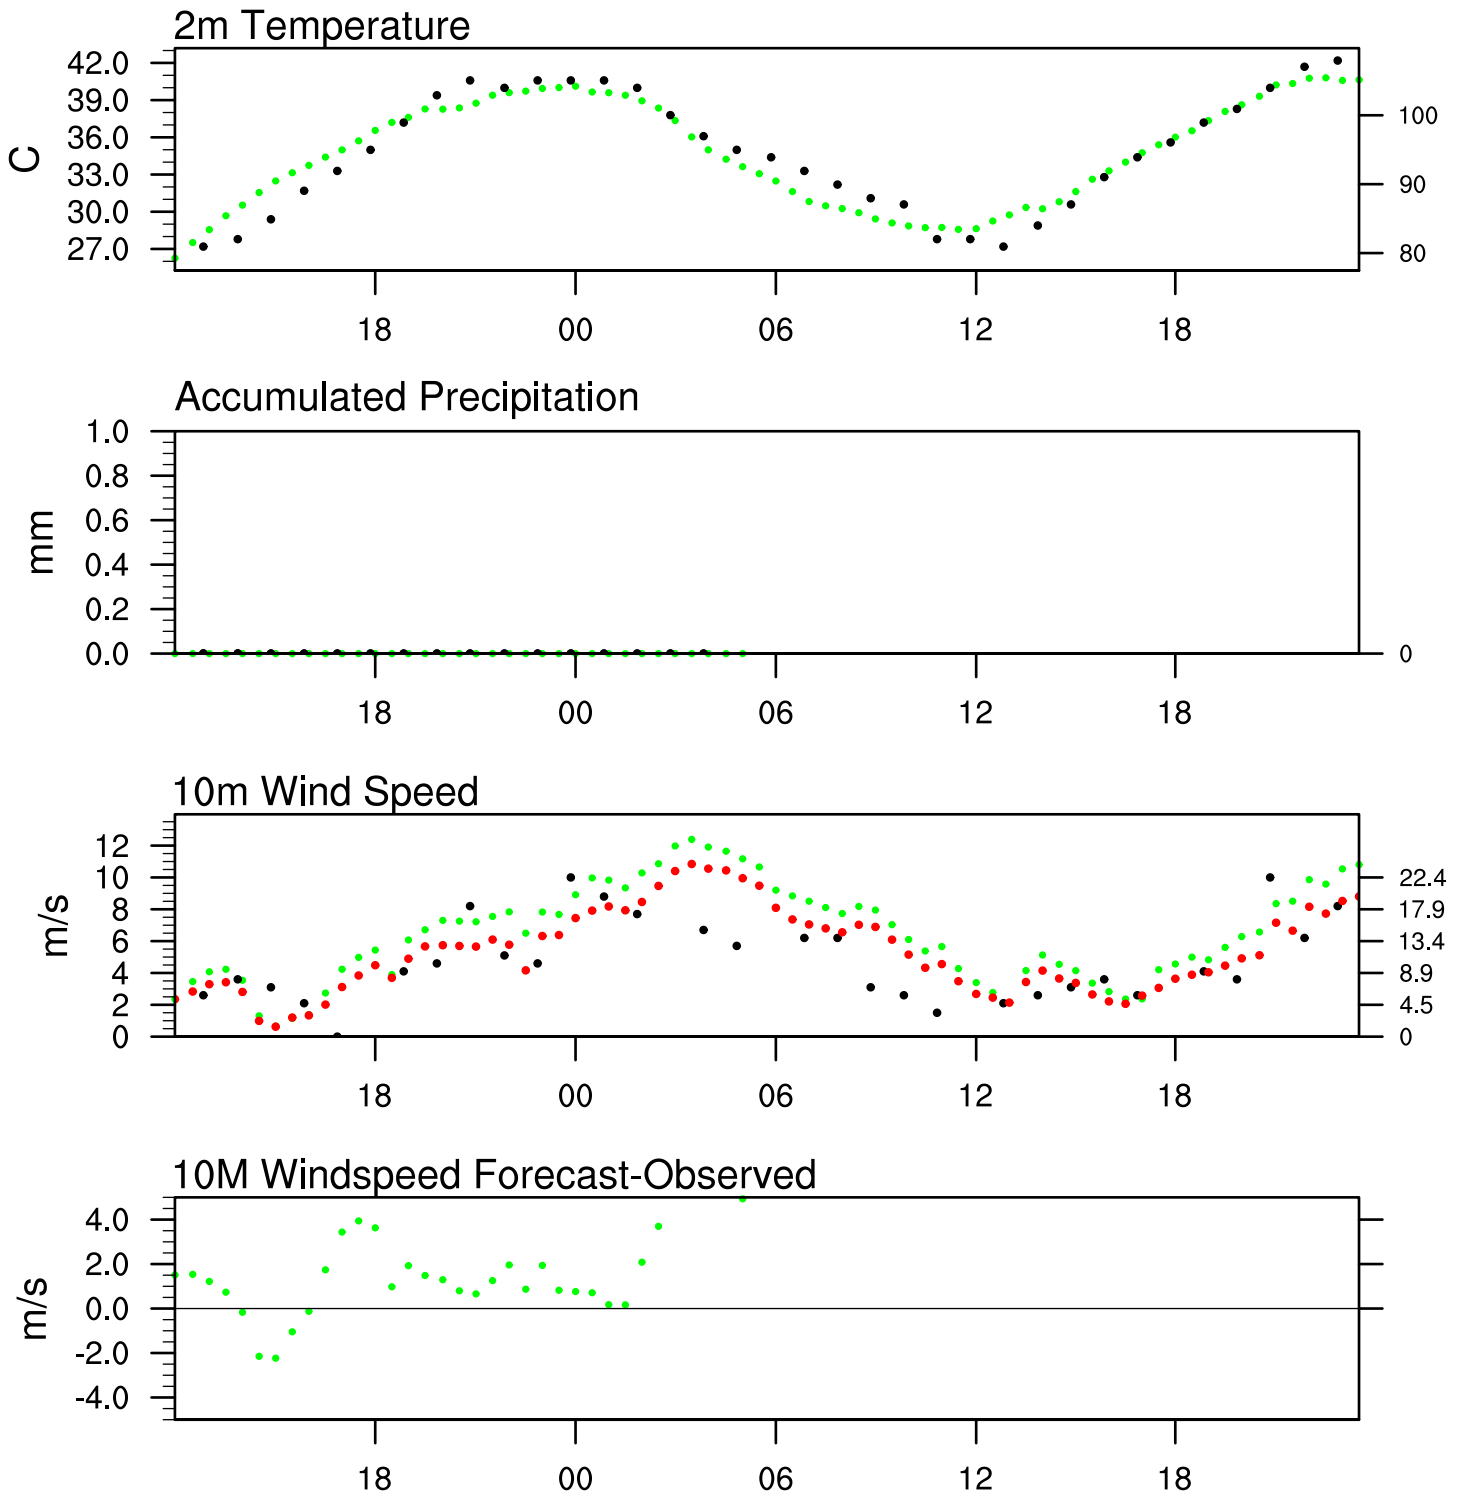 2m Temperature
42.0
39.0
36.0
33.0
30.0
27.0
C
100
90
80
18 00 06 12 18
Accumulated Precipitation
1.0
0.8
0.6
0.4
0.2
0.0
mm
0
18 00 06 12 18
10m Wind Speed
12
10
8
6
4
2
0
m/s
22.4
17.9
13.4
8.9
4.5
0
18 00 06 12 18
10M Windspeed Forecast-Observed
4.0
2.0
0.0
-2.0
-4.0
m/s
18 00 06 12 18